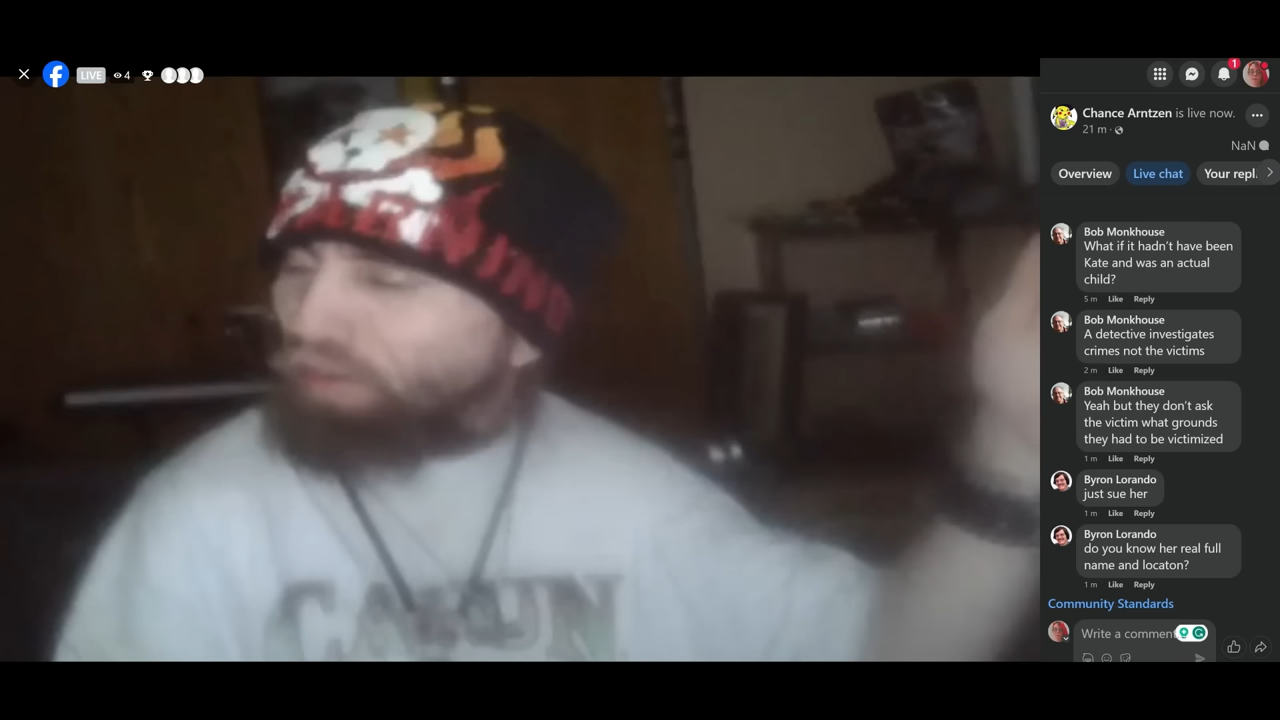 LIVE
4
1
Chance Arntzen is live now.
21 m ·
NaN
Overview
Live chat
Your repl.
Bob Monkhouse
What if it hadn't have been
Kate and was an actual
child?
5 m Like Reply
Bob Monkhouse
A detective investigates
crimes not the victims
2 m Like Reply
Bob Monkhouse
Yeah but they don't ask
the victim what grounds
they had to be victimized
1 m Like Reply
Byron Lorando
just sue her
1 m Like Reply
Byron Lorando
do you know her real full
name and locaton?
1 m Like Reply
Community Standards
Write a comment
CAJUN